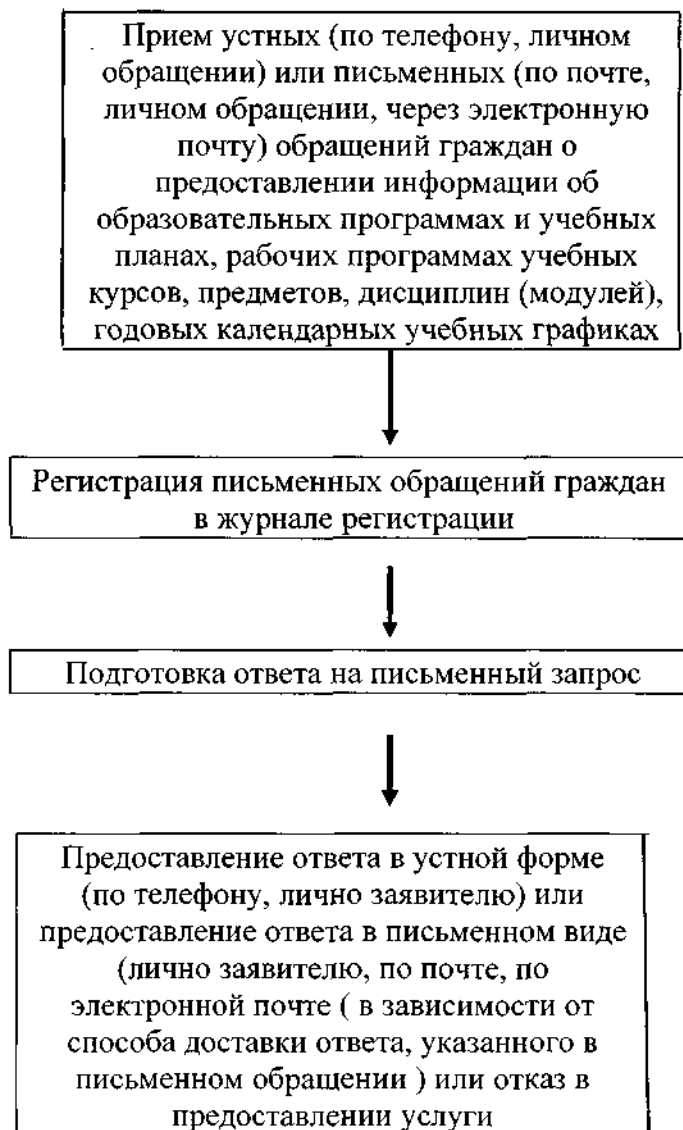 Прием устных (по телефону, личном
обращении) или письменных (по почте,
личном обращении, через электронную
почту) обращений граждан о
предоставлении информации об
образовательных программах и учебных
планах, рабочих программах учебных
курсов, предметов, дисциплин (модулей),
годовых календарных учебных графиках
Регистрация письменных обращений граждан
в журнале регистрации
Подготовка ответа на письменный запрос
Предоставление ответа в устной форме
(по телефону, лично заявителю) или
предоставление ответа в письменном виде
(лично заявителю, по почте, по
электронной почте ( в зависимости от
способа доставки ответа, указанного в
письменном обращении ) или отказ в
предоставлении услуги